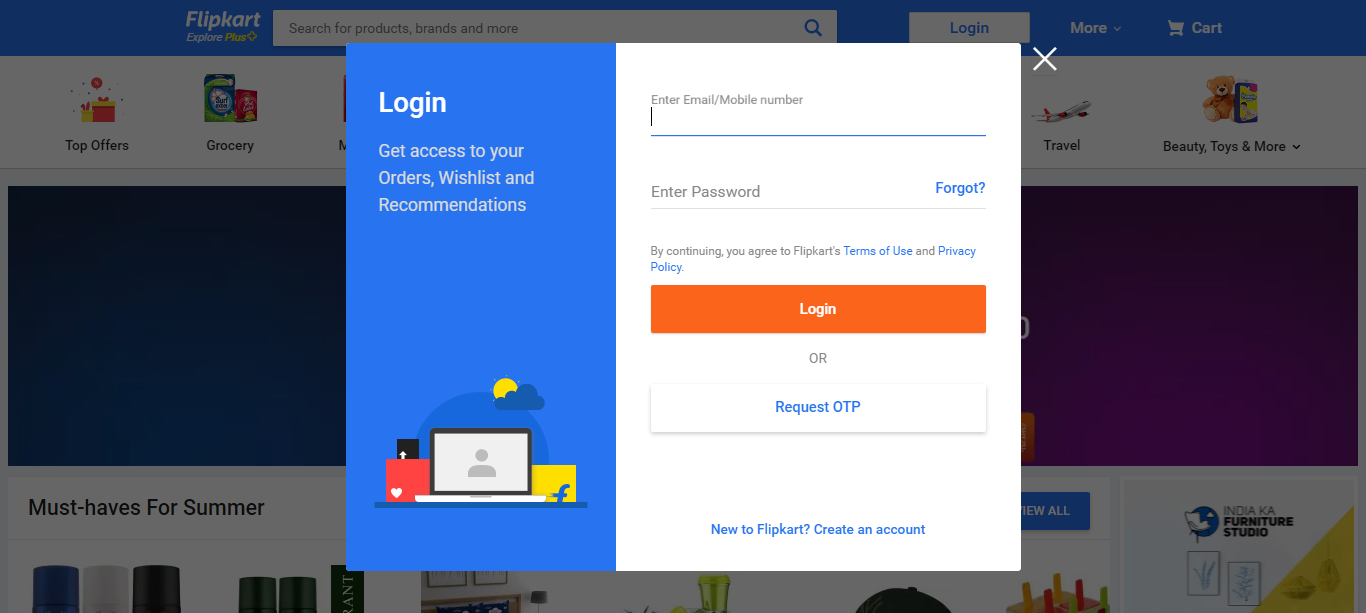 Flipkart
Explore Plus
Search for products, brands and more
Login
More
Cart
Top Offers
Grocery
M
Travel
Beauty, Toys & More
Login
Get access to your
Orders, Wishlist and
Recommendations
Enter Email/Mobile number
Enter Password
Forgot?
By continuing, you agree to Flipkart's Terms of Use and Privacy
Policy.
Login
OR
Request OTP
New to Flipkart? Create an account
Must-haves For Summer
VIEW ALL
INDIA KA
FURNITURE
STUDIO